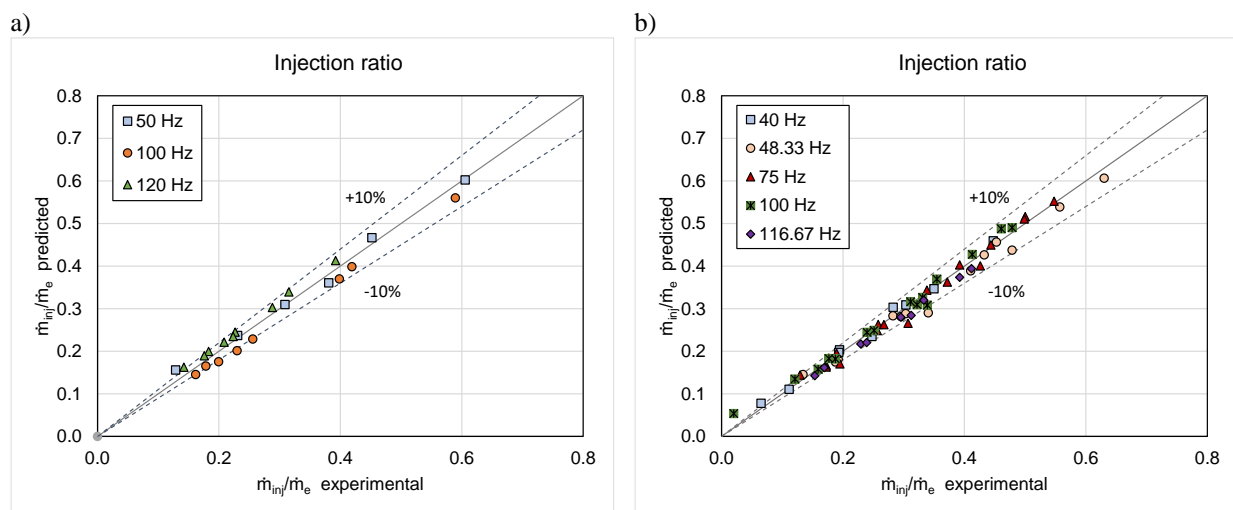 a)
Injection ratio
ṁinj/ṁe predicted
0.8
0.7
0.6
0.5
0.4
0.3
0.2
0.1
0.0
50 Hz
100 Hz
120 Hz
+10%
-10%
0.0 0.2 0.4 0.6 0.8
ṁinj/ṁe experimental
b)
Injection ratio
ṁinj/ṁe predicted
0.8
0.7
0.6
0.5
0.4
0.3
0.2
0.1
0.0
40 Hz
48.33 Hz
75 Hz
100 Hz
116.67 Hz
+10%
-10%
0.0 0.2 0.4 0.6 0.8
ṁinj/ṁe experimental